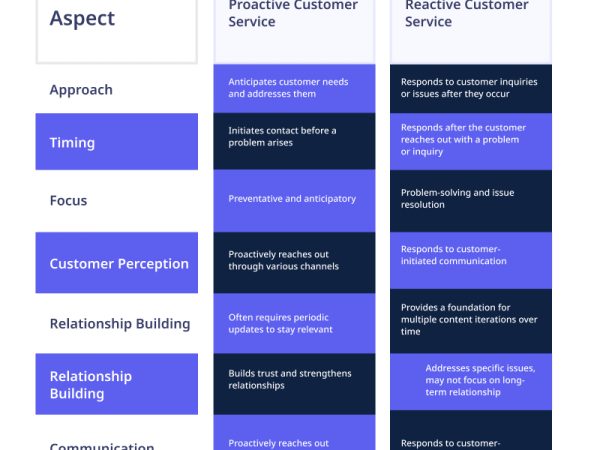 Aspect
Proactive Customer
Service
Reactive Customer
Service
Approach
Anticipates customer needs
and addresses them
Responds to customer inquiries
or issues after they occur
Timing
Initiates contact before a
problem arises
Responds after the customer
reaches out with a problem
or inquiry
Focus
Preventative and anticipatory
Problem-solving and issue
resolution
Customer Perception
Proactively reaches out
through various channels
Responds to customer-
initiated communication
Relationship Building
Often requires periodic
updates to stay relevant
Provides a foundation for
multiple content iterations over
time
Relationship
Building
Builds trust and strengthens
relationships
Addresses specific issues,
may not focus on long-
term relationship
Communication
Proactively reaches out
Responds to customer-